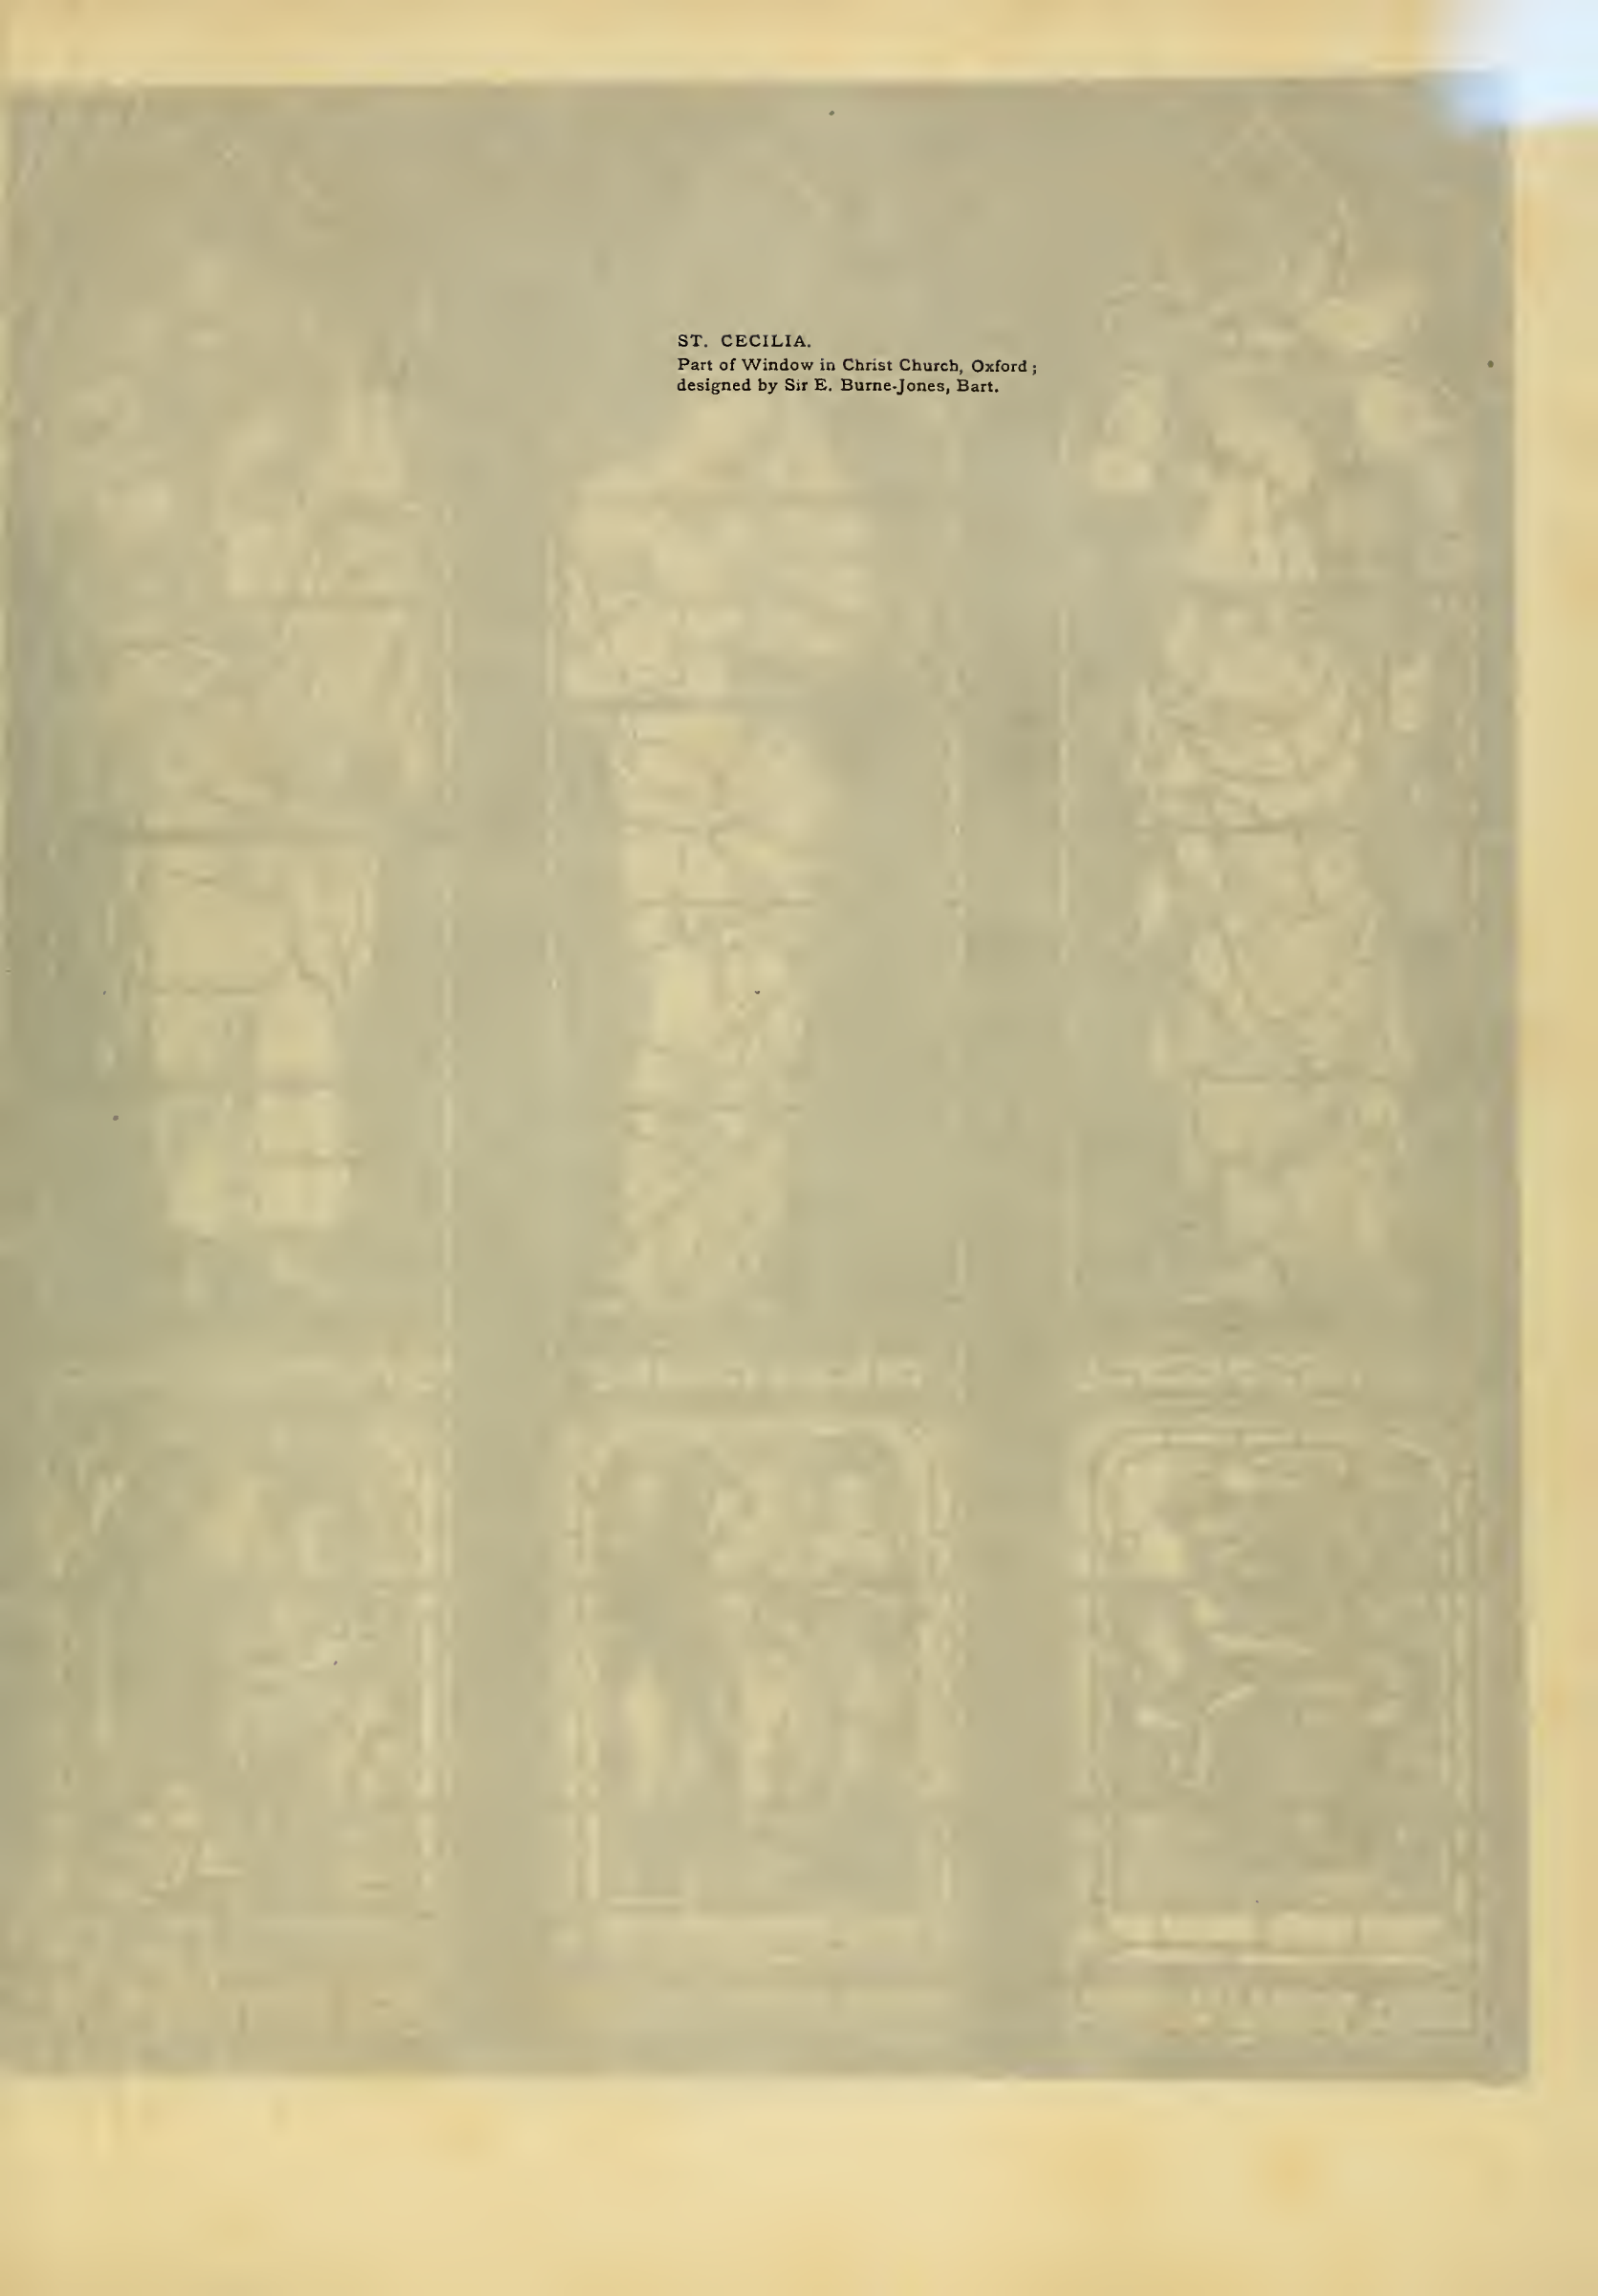 ST. CECILIA.
Part of Window in Christ Church, Oxford;
designed by Sir E. Burne-Jones, Bart.